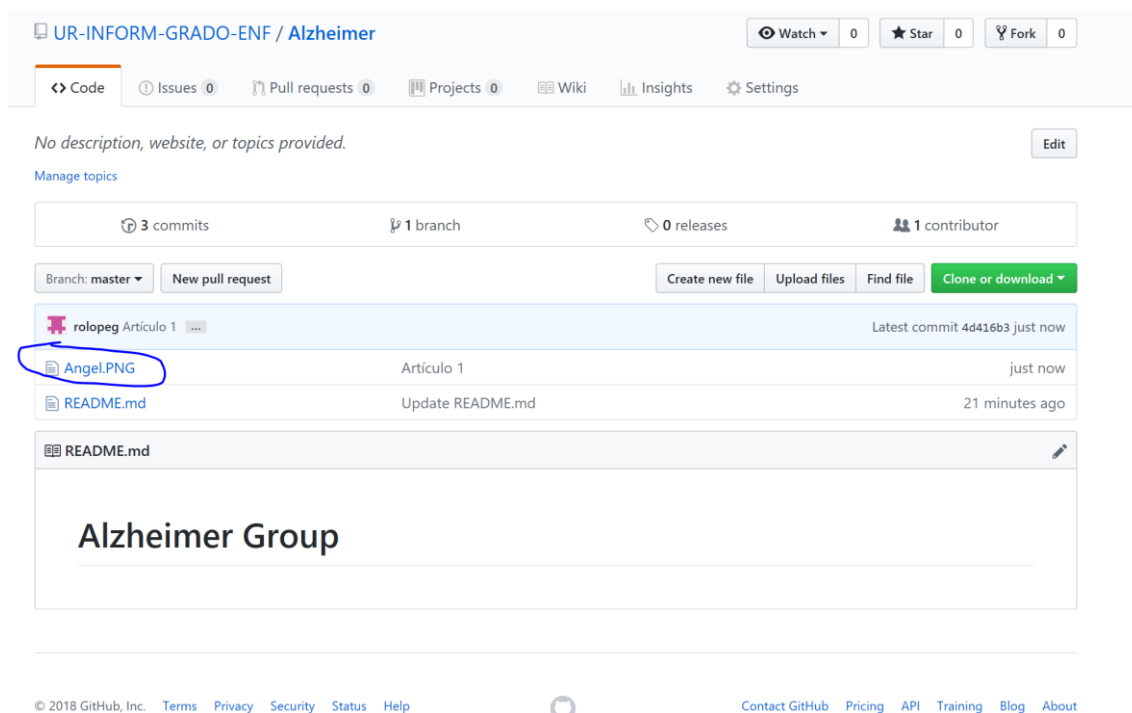 UR-INFORM-GRADO-ENF / Alzheimer
Watch 0 Star 0 Fork 0
Code Issues 0 Pull requests 0 Projects 0 Wiki Insights Settings
No description, website, or topics provided.
Edit
Manage topics
3 commits 1 branch 0 releases 1 contributor
Branch: master New pull request Create new file Upload files Find file Clone or download
rolopeg Artículo 1 ... Latest commit 4d416b3 just now
Angel.PNG Artículo 1 just now
README.md Update README.md 21 minutes ago
README.md
Alzheimer Group
© 2018 GitHub, Inc. Terms Privacy Security Status Help Contact GitHub Pricing API Training Blog About